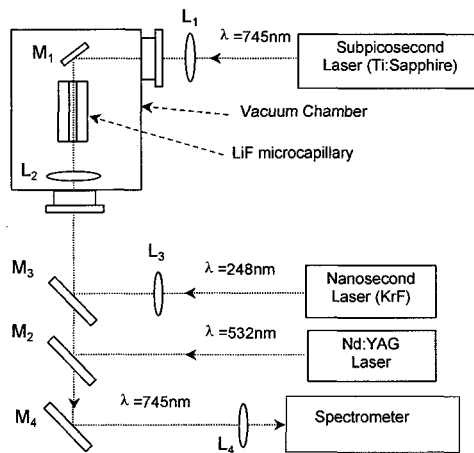 L1
M1
λ =745nm
Subpicosecond
Laser (Ti:Sapphire)
Vacuum Chamber
LiF microcapillary
L2
L3
M3
λ =248nm
Nanosecond
Laser (KrF)
M2
λ =532nm
Nd:YAG
Laser
λ =745nm
M4
L4
Spectrometer